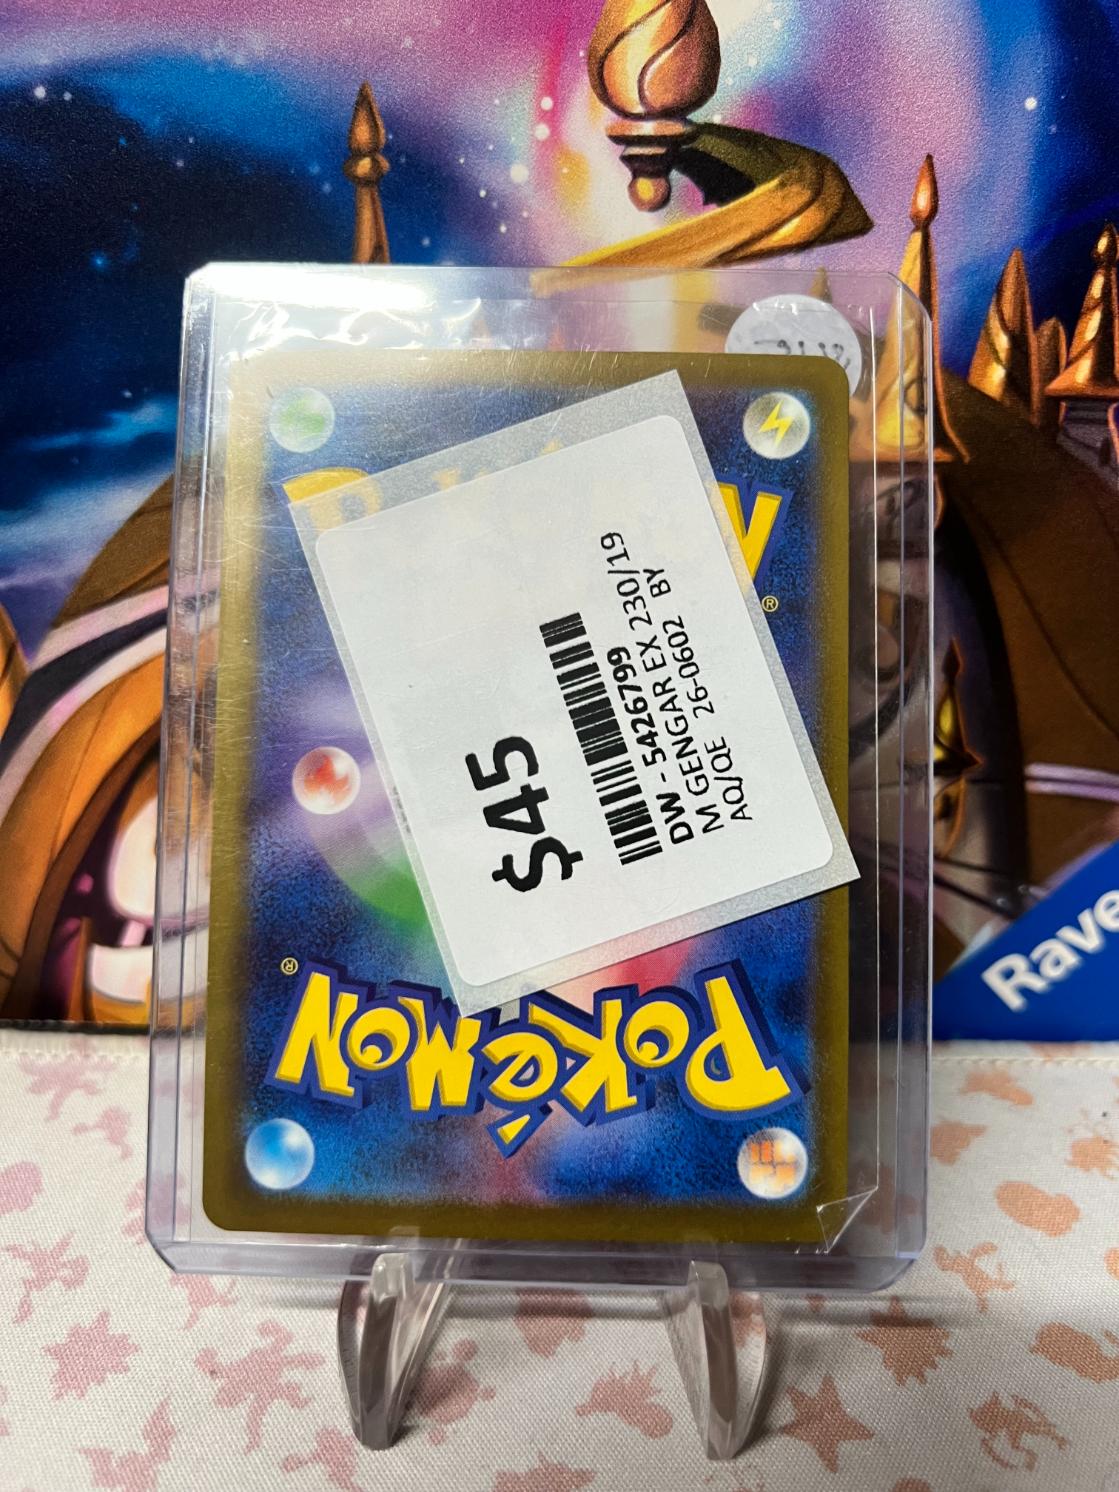 $45
DW - 5426799
M GENGAR EX 230/19
AQ/QE 26-0602 BY
®
®
POKéMON
Rave